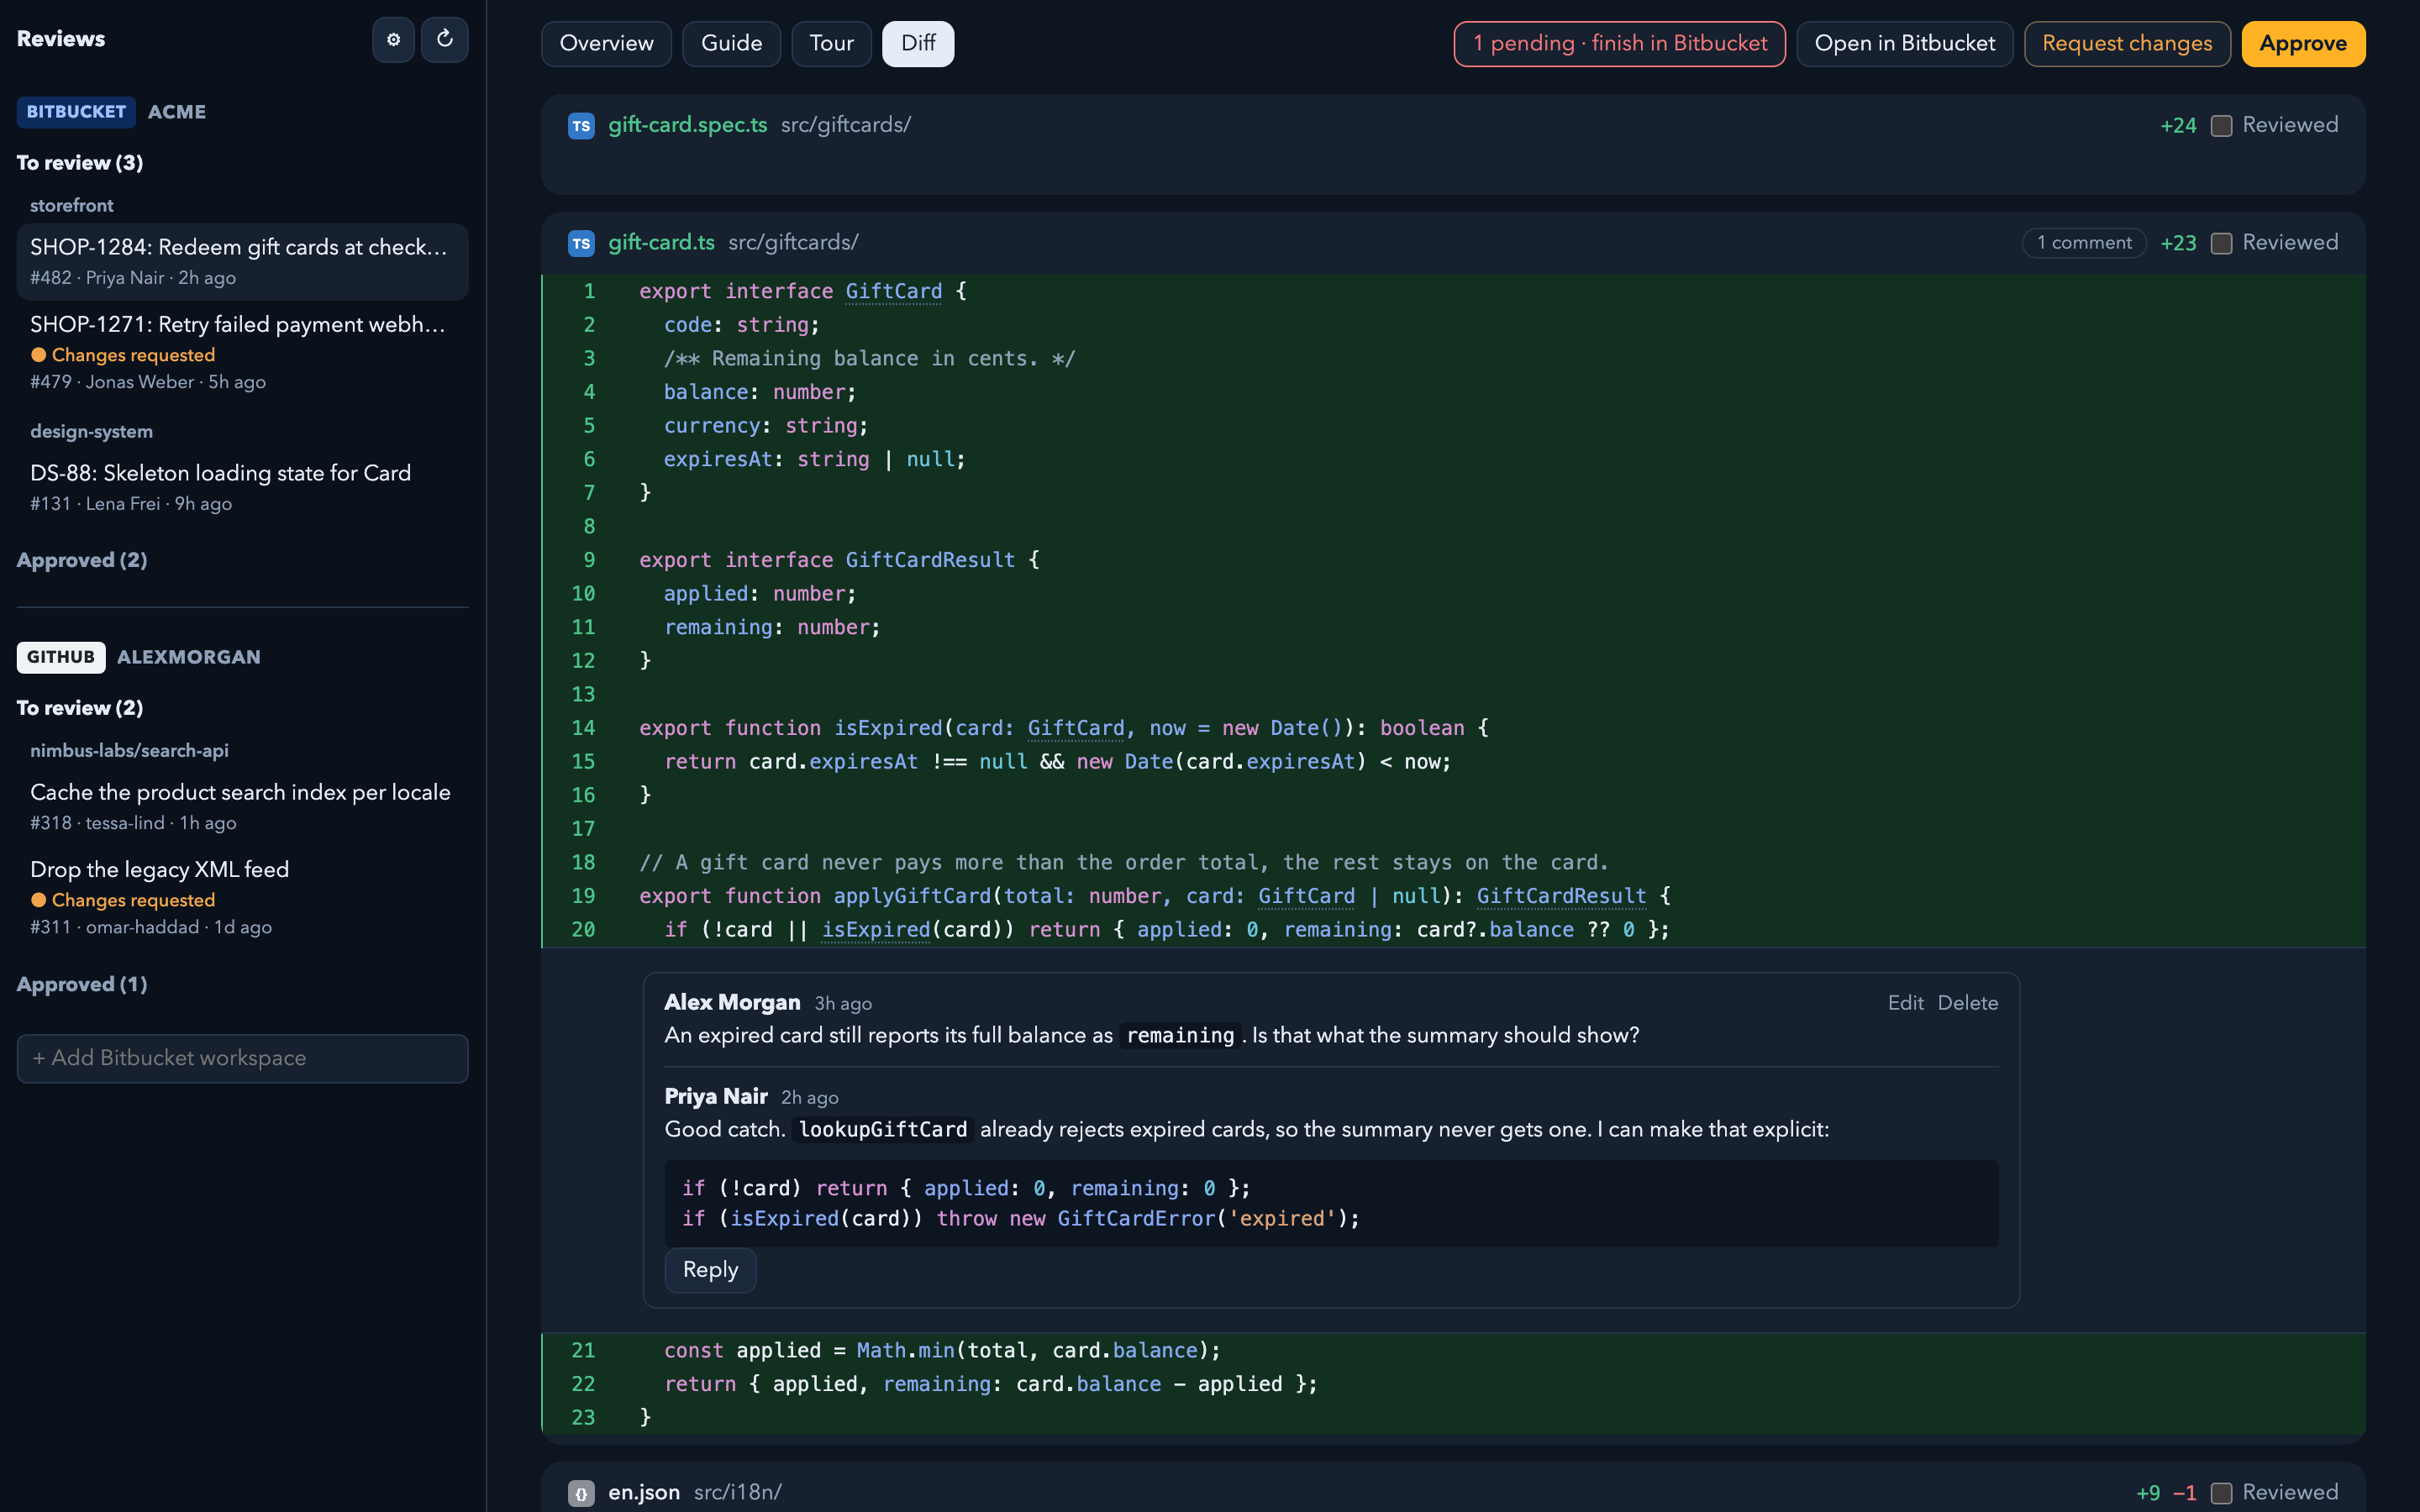 Reviews
BITBUCKET ACME
To review (3)
storefront
SHOP-1284: Redeem gift cards at check…
#482 · Priya Nair · 2h ago
SHOP-1271: Retry failed payment webh…
Changes requested
#479 · Jonas Weber · 5h ago
design-system
DS-88: Skeleton loading state for Card
#131 · Lena Frei · 9h ago
Approved (2)
GITHUB ALEXMORGAN
To review (2)
nimbus-labs/search-api
Cache the product search index per locale
#318 · tessa-lind · 1h ago
Drop the legacy XML feed
Changes requested
#311 · omar-haddad · 1d ago
Approved (1)
+ Add Bitbucket workspace
Overview Guide Tour Diff 1 pending · finish in Bitbucket Open in Bitbucket Request changes Approve
TS gift-card.spec.ts src/giftcards/ +24 Reviewed
TS gift-card.ts src/giftcards/ 1 comment +23 Reviewed
1 export interface GiftCard {
2 code: string;
3 /** Remaining balance in cents. */
4 balance: number;
5 currency: string;
6 expiresAt: string | null;
7 }
8
9 export interface GiftCardResult {
10 applied: number;
11 remaining: number;
12 }
13
14 export function isExpired(card: GiftCard, now = new Date()): boolean {
15 return card.expiresAt !== null && new Date(card.expiresAt) < now;
16 }
17
18 // A gift card never pays more than the order total, the rest stays on the card.
19 export function applyGiftCard(total: number, card: GiftCard | null): GiftCardResult {
20 if (!card || isExpired(card)) return { applied: 0, remaining: card?.balance ?? 0 };
Alex Morgan 3h ago Edit Delete
An expired card still reports its full balance as remaining. Is that what the summary should show?
Priya Nair 2h ago
Good catch. lookupGiftCard already rejects expired cards, so the summary never gets one. I can make that explicit:
if (!card) return { applied: 0, remaining: 0 };
if (isExpired(card)) throw new GiftCardError('expired');
Reply
21 const applied = Math.min(total, card.balance);
22 return { applied, remaining: card.balance - applied };
23 }
{} en.json src/i18n/ +9 −1 Reviewed